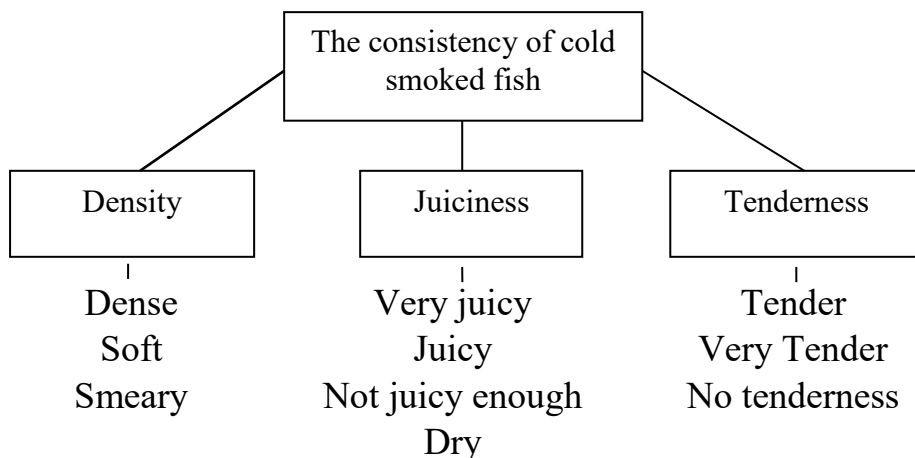 The consistency of cold
smoked fish
Density
Juiciness
Tenderness
Dense
Soft
Smeary
Very juicy
Juicy
Not juicy enough
Dry
Tender
Very Tender
No tenderness